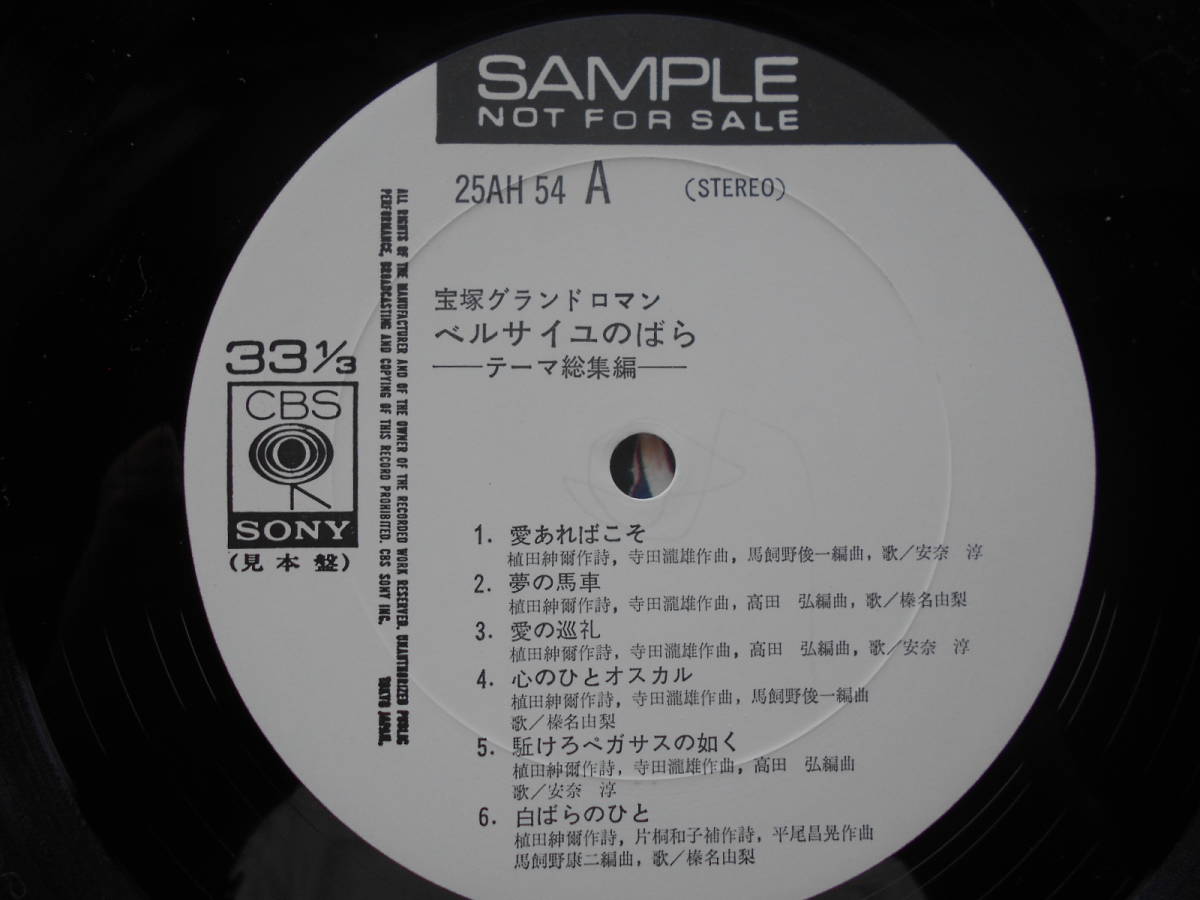 SAMPLE
NOT FOR SALE
25AH 54 A (STEREO)
宝塚グランドロマン
ベルサイユのばら
──テーマ総集編──
33 1/3
CBS
SONY
(見本盤)
ALL RIGHTS OF THE MANUFACTURER AND OF THE OWNER OF THE RECORDED WORK RESERVED. UNAUTHORIZED PUBLIC
PERFORMANCE, BROADCASTING AND COPYING OF THIS RECORD PROHIBITED. CBS SONY INC. TOKYO JAPAN.
1. 愛あればこそ
植田紳爾作詩, 寺田瀧雄作曲, 馬飼野俊一編曲, 歌/安奈 淳
2. 夢の馬車
植田紳爾作詩, 寺田瀧雄作曲, 高田 弘編曲, 歌/榛名由梨
3. 愛の巡礼
植田紳爾作詩, 寺田瀧雄作曲, 高田 弘編曲, 歌/安奈 淳
4. 心のひとオスカル
植田紳爾作詩, 寺田瀧雄作曲, 馬飼野俊一編曲
歌/榛名由梨
5. 駈けろペガサスの如く
植田紳爾作詩, 寺田瀧雄作曲, 高田 弘編曲
歌/安奈 淳
6. 白ばらのひと
植田紳爾作詩, 片桐和子補作詩, 平尾昌晃作曲
馬飼野康二編曲, 歌/榛名由梨